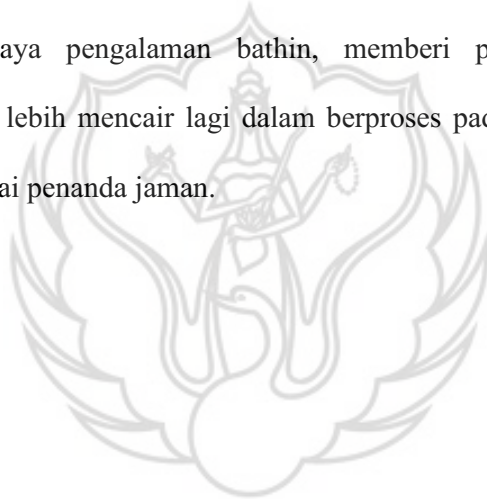 aya pengalaman bathin, memberi p
lebih mencair lagi dalam berproses pad
ai penanda jaman.